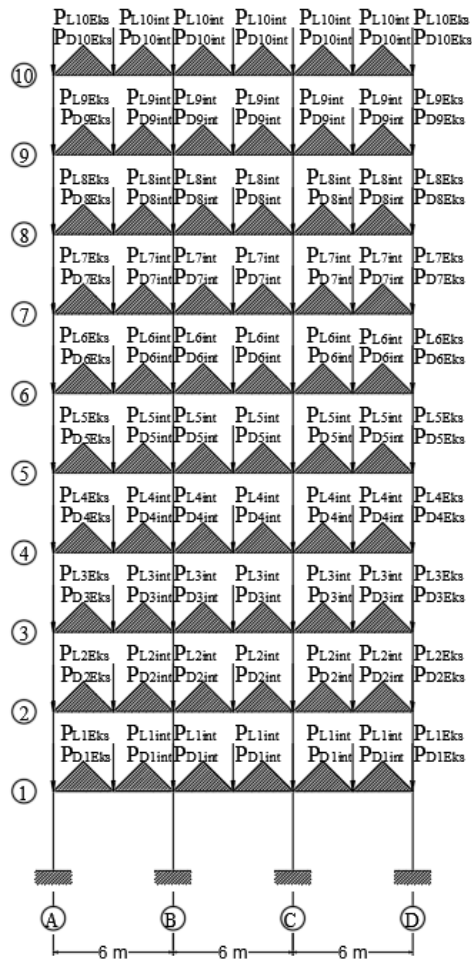 PL10Eks PL10int PL10int PL10int PL10int PL10int PL10Eks
PD10Eks PD10int PD10int PD10int PD10int PD10int PD10Eks
10
PL9Eks PL9int PL9int PL9int PL9int PL9int PL9Eks
PD9Eks PD9int PD9int PD9int PD9int PD9int PD9Eks
9
PL8Eks PL8int PL8int PL8int PL8int PL8int PL8Eks
PD8Eks PD8int PD8int PD8int PD8int PD8int PD8Eks
8
PL7Eks PL7int PL7int PL7int PL7int PL7int PL7Eks
PD7Eks PD7int PD7int PD7int PD7int PD7int PD7Eks
7
PL6Eks PL6int PL6int PL6int PL6int PL6int PL6Eks
PD6Eks PD6int PD6int PD6int PD6int PD6int PD6Eks
6
PL5Eks PL5int PL5int PL5int PL5int PL5int PL5Eks
PD5Eks PD5int PD5int PD5int PD5int PD5int PD5Eks
5
PL4Eks PL4int PL4int PL4int PL4int PL4int PL4Eks
PD4Eks PD4int PD4int PD4int PD4int PD4int PD4Eks
4
PL3Eks PL3int PL3int PL3int PL3int PL3int PL3Eks
PD3Eks PD3int PD3int PD3int PD3int PD3int PD3Eks
3
PL2Eks PL2int PL2int PL2int PL2int PL2int PL2Eks
PD2Eks PD2int PD2int PD2int PD2int PD2int PD2Eks
2
PL1Eks PL1int PL1int PL1int PL1int PL1int PL1Eks
PD1Eks PD1int PD1int PD1int PD1int PD1int PD1Eks
1
A B C D
6 m 6 m 6 m